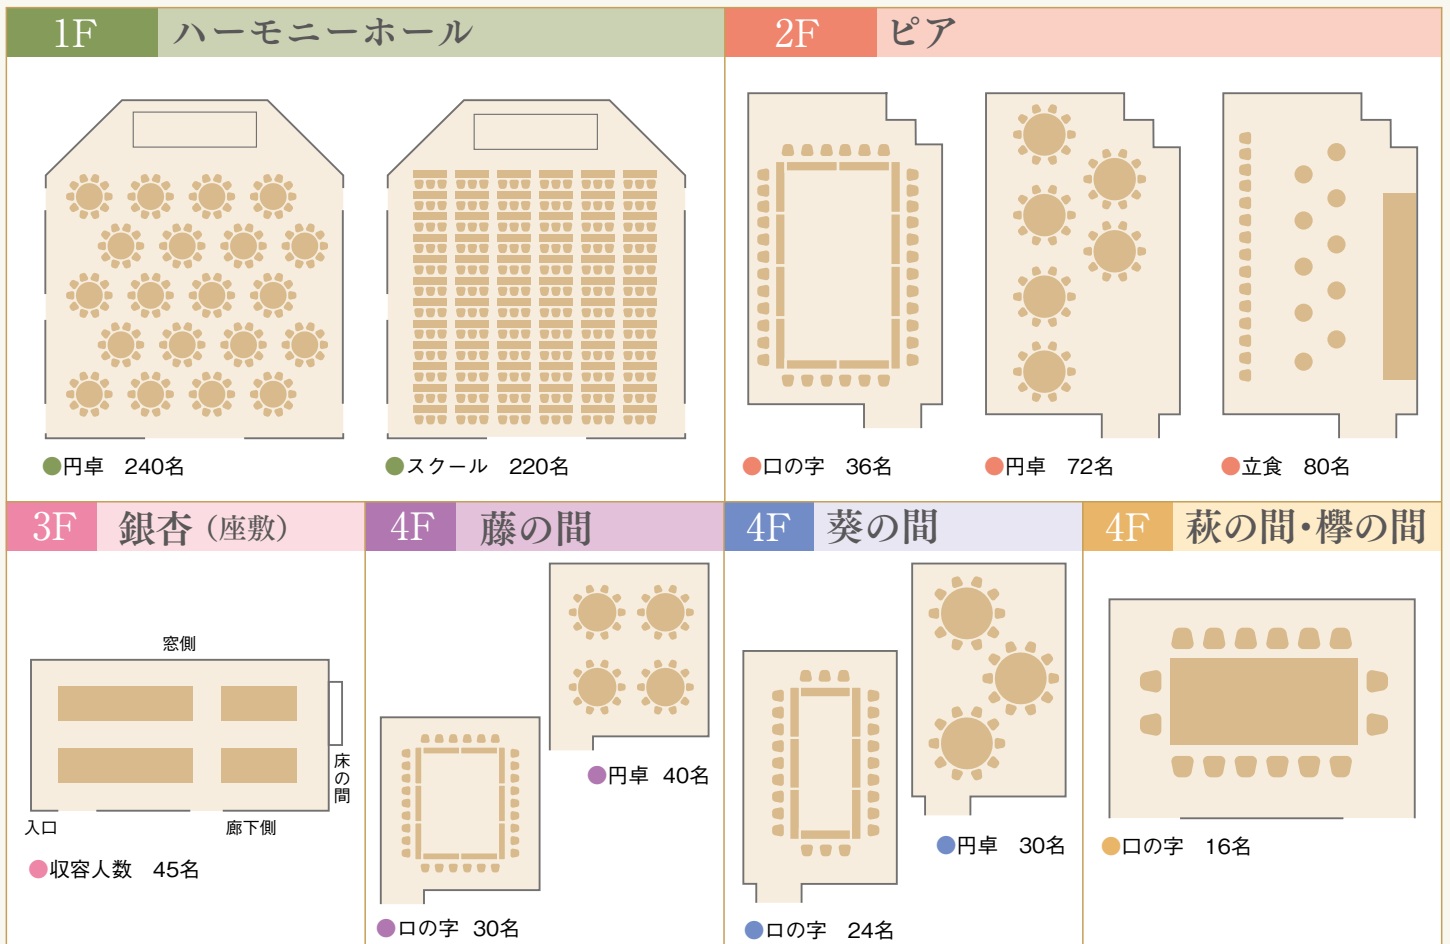 1F ハーモニーホール
●円卓 240名
●スクール 220名
2F ピア
●口の字 36名
●円卓 72名
●立食 80名
3F 銀杏（座敷）
窓側
床の間
入口
廊下側
●収容人数 45名
4F 藤の間
●円卓 40名
●口の字 30名
4F 葵の間
●円卓 30名
●口の字 24名
4F 萩の間・欅の間
●口の字 16名